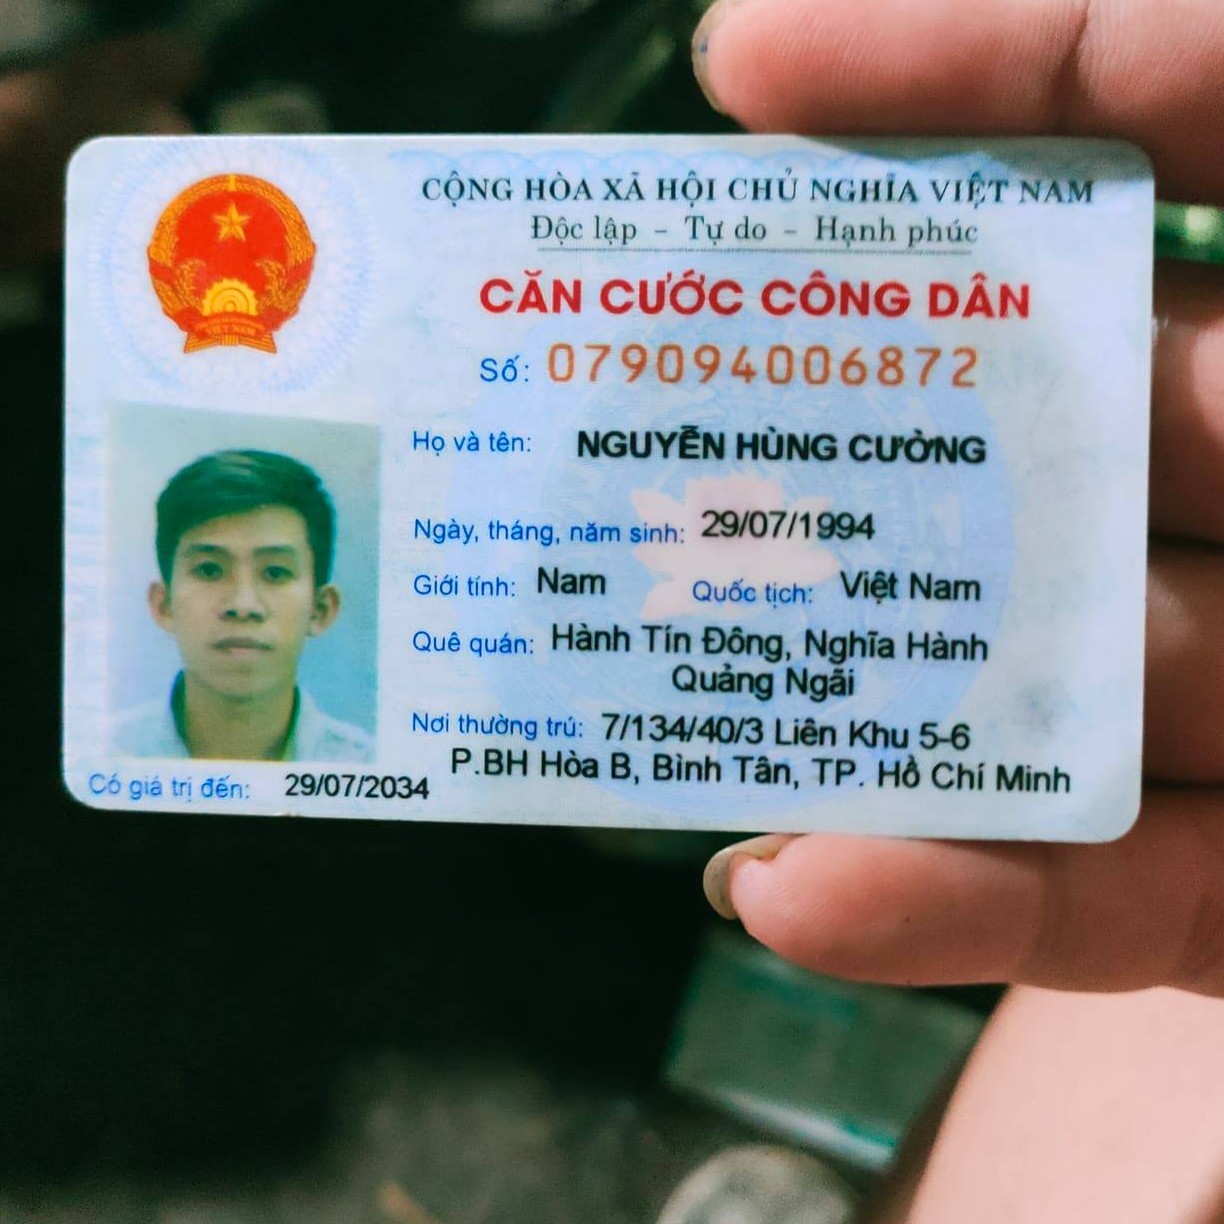 CỘNG HÒA XÃ HỘI CHỦ NGHĨA VIỆT NAM
Độc lập - Tự do - Hạnh phúc
CĂN CƯỚC CÔNG DÂN
Số: 079094006872
Họ và tên: NGUYỄN HÙNG CƯỜNG
Ngày, tháng, năm sinh: 29/07/1994
Giới tính: Nam Quốc tịch: Việt Nam
Quê quán: Hành Tín Đông, Nghĩa Hành
Quảng Ngãi
Nơi thường trú: 7/134/40/3 Liên Khu 5-6
P.BH Hòa B, Bình Tân, TP. Hồ Chí Minh
Có giá trị đến: 29/07/2034
VIỆT NAM